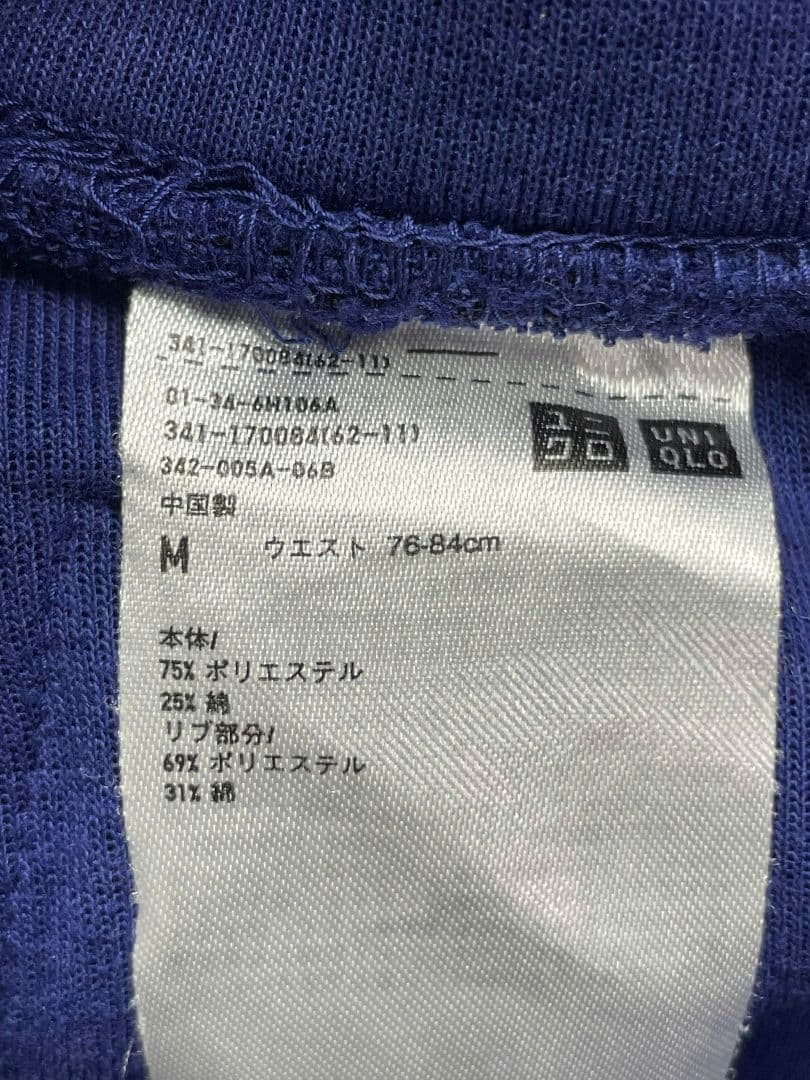 341-170084(62-11)
01-34-6H106A
341-170084(62-11)
342-005A-06B
ユニクロ
UNIQLO
中国製
M ウエスト 76-84cm
本体/
75% ポリエステル
25% 綿
リブ部分/
69% ポリエステル
31% 綿